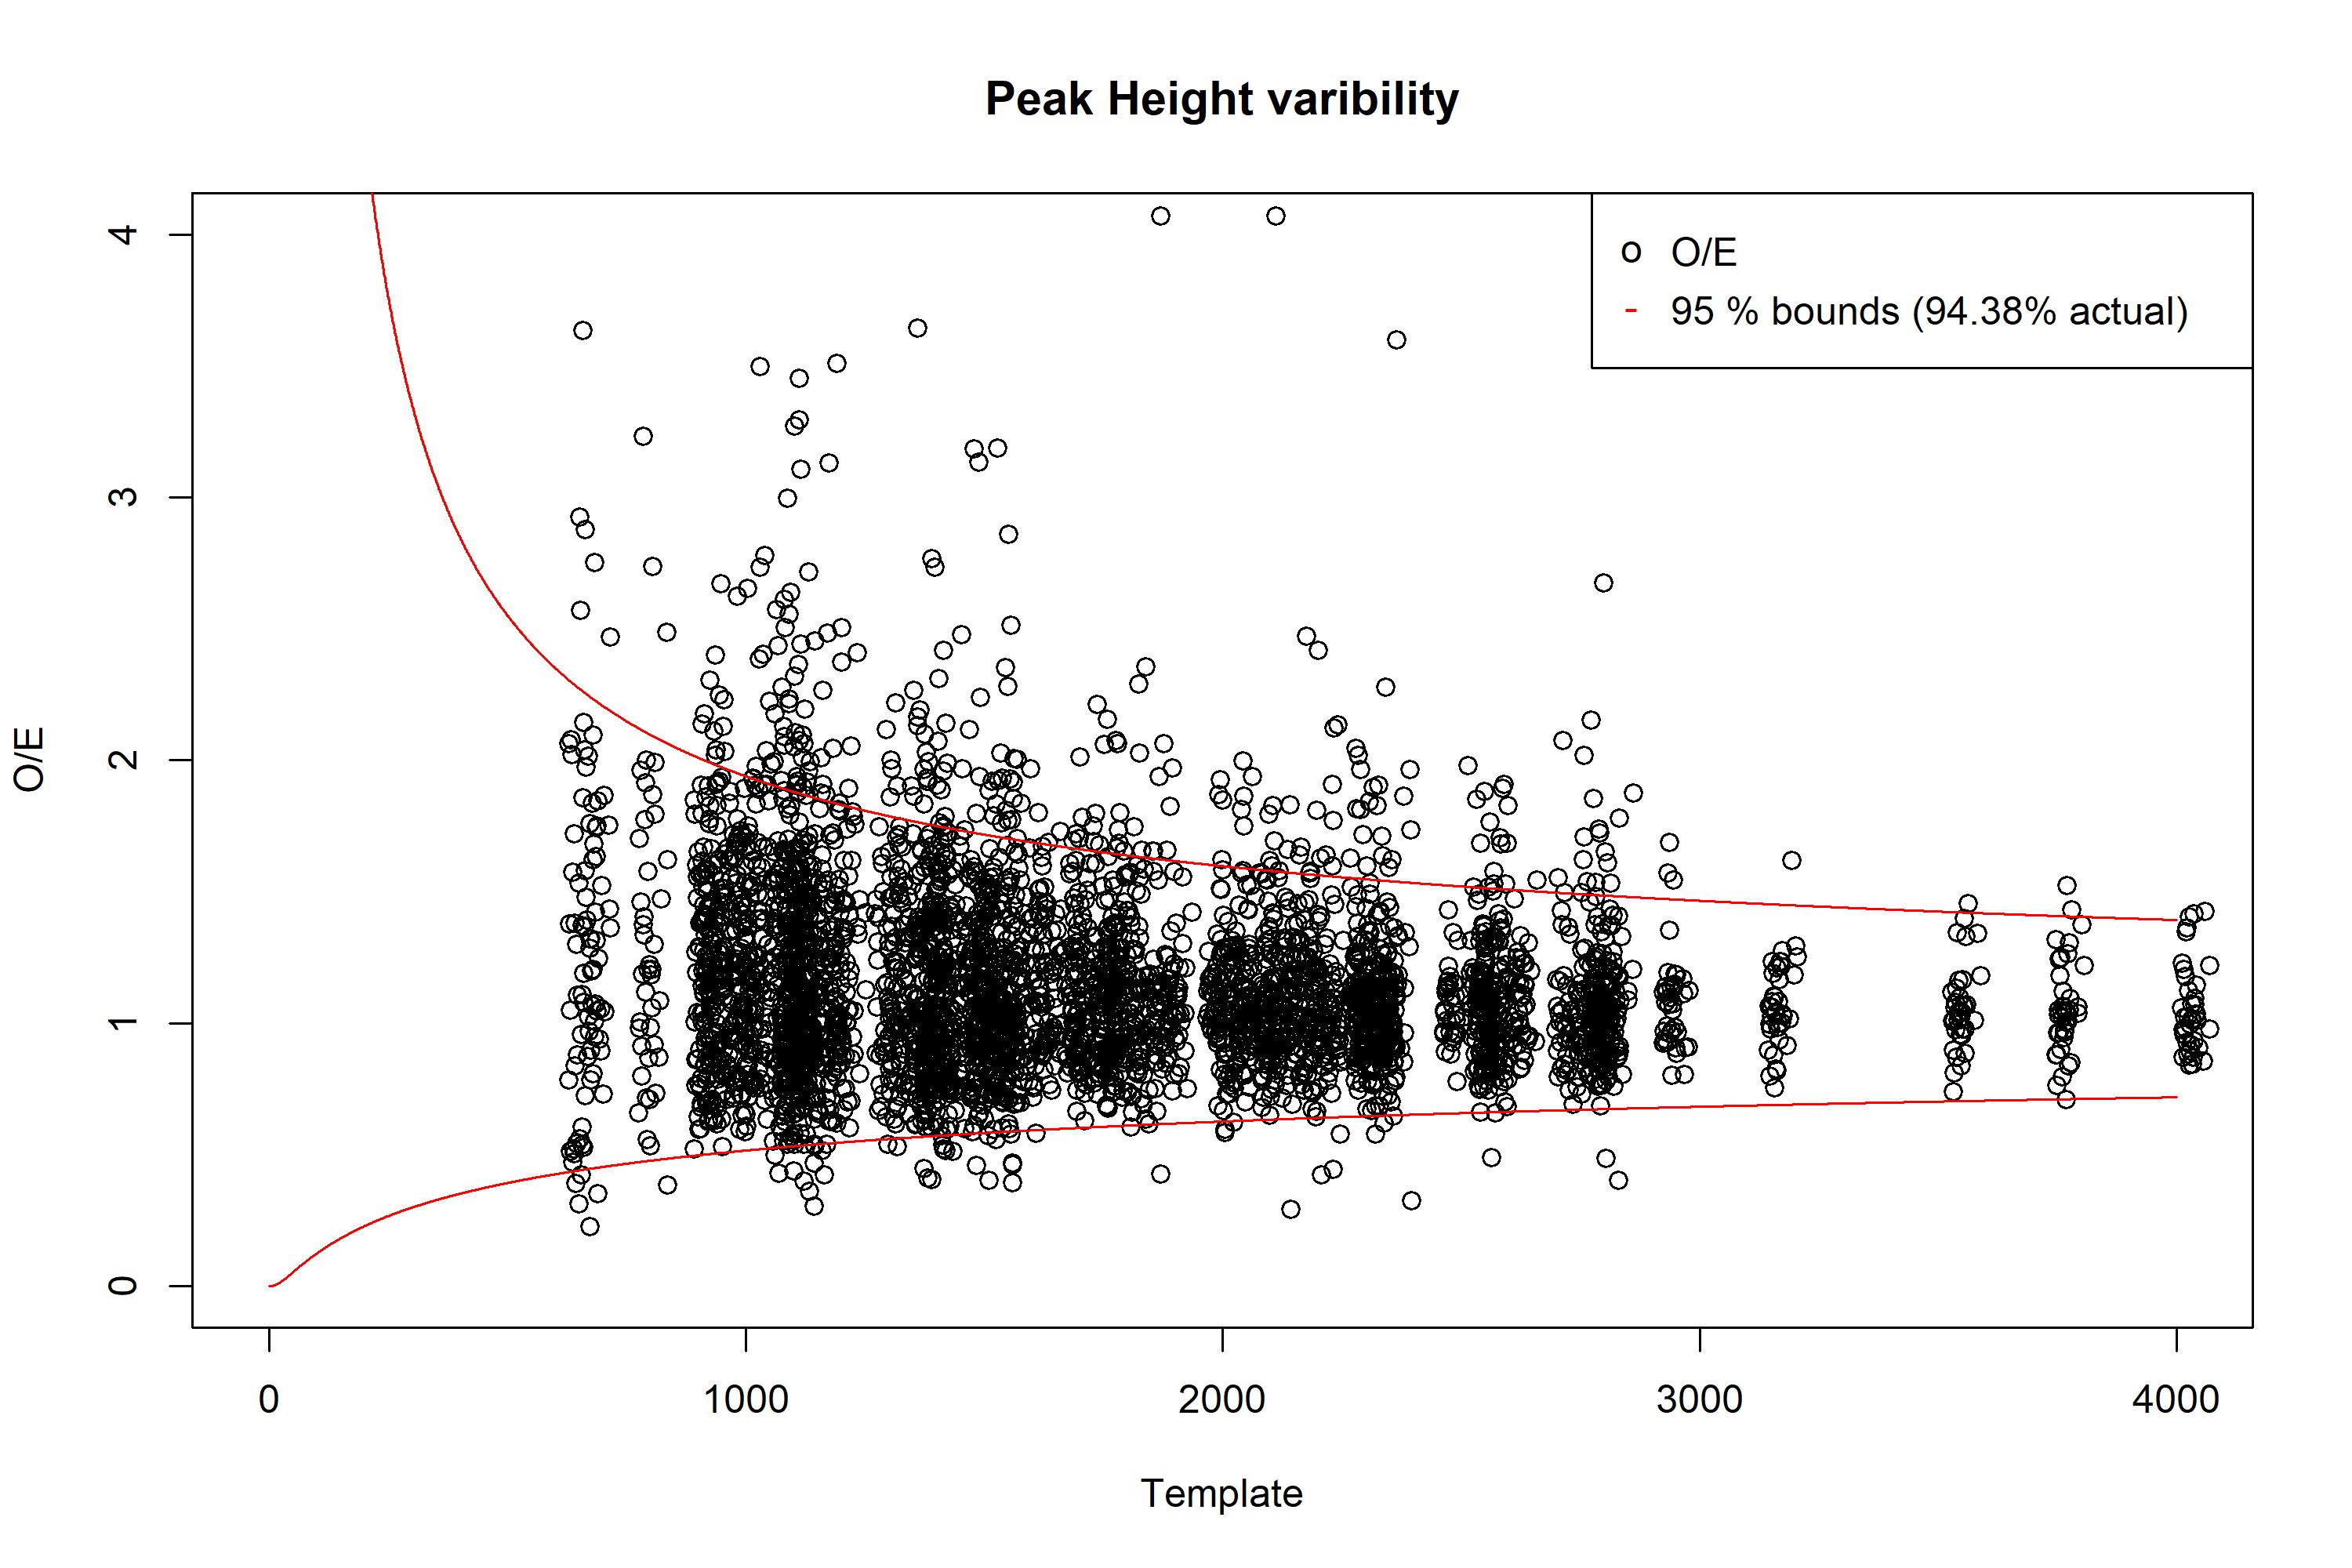 Peak Height varibility
O/E
95 % bounds (94.38% actual)
4
3
2
1
0
O/E
0 1000 2000 3000 4000
Template